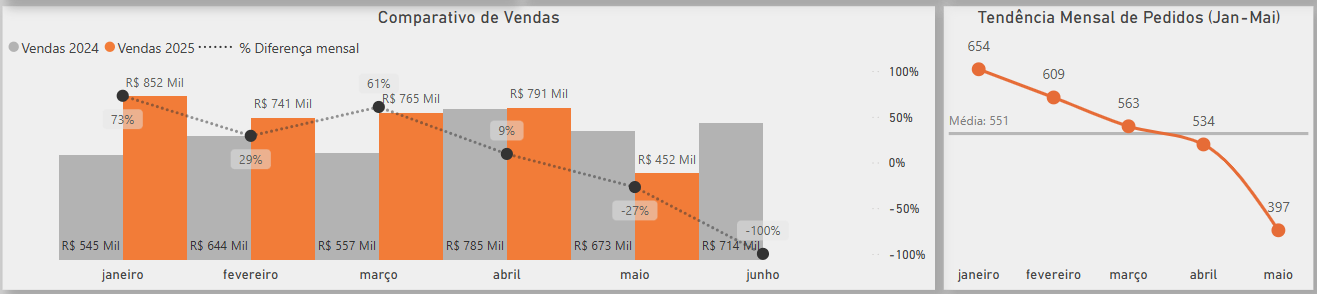 Comparativo de Vendas
Vendas 2024 Vendas 2025 % Diferença mensal
R$ 852 Mil
R$ 741 Mil
R$ 765 Mil
R$ 791 Mil
R$ 452 Mil
73%
29%
61%
9%
-27%
-100%
R$ 545 Mil
R$ 644 Mil
R$ 557 Mil
R$ 785 Mil
R$ 673 Mil
R$ 714 Mil
100%
50%
0%
-50%
-100%
janeiro fevereiro março abril maio junho
Tendência Mensal de Pedidos (Jan-Mai)
654
609
563
534
397
Média: 551
janeiro fevereiro março abril maio